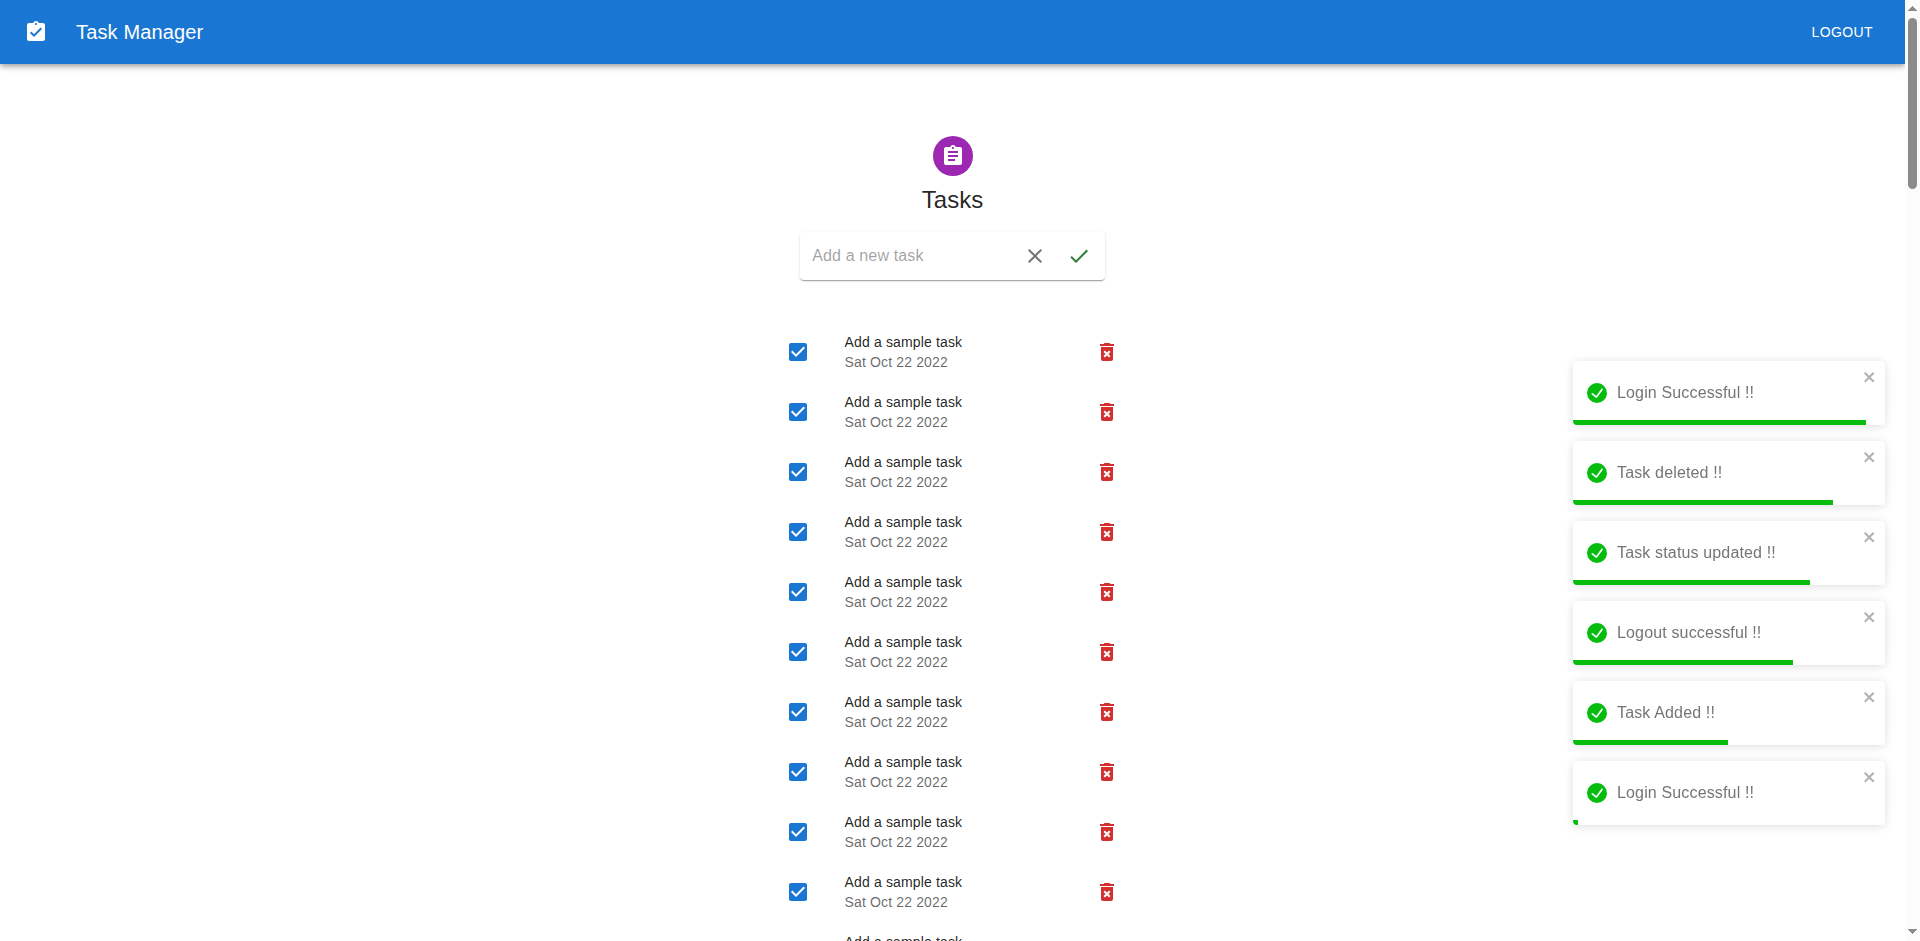 Task Manager
LOGOUT
Tasks
Add a new task
Add a sample task
Sat Oct 22 2022
Add a sample task
Sat Oct 22 2022
Add a sample task
Sat Oct 22 2022
Add a sample task
Sat Oct 22 2022
Add a sample task
Sat Oct 22 2022
Add a sample task
Sat Oct 22 2022
Add a sample task
Sat Oct 22 2022
Add a sample task
Sat Oct 22 2022
Add a sample task
Sat Oct 22 2022
Add a sample task
Sat Oct 22 2022
Add a sample task
Login Successful !!
Task deleted !!
Task status updated !!
Logout successful !!
Task Added !!
Login Successful !!